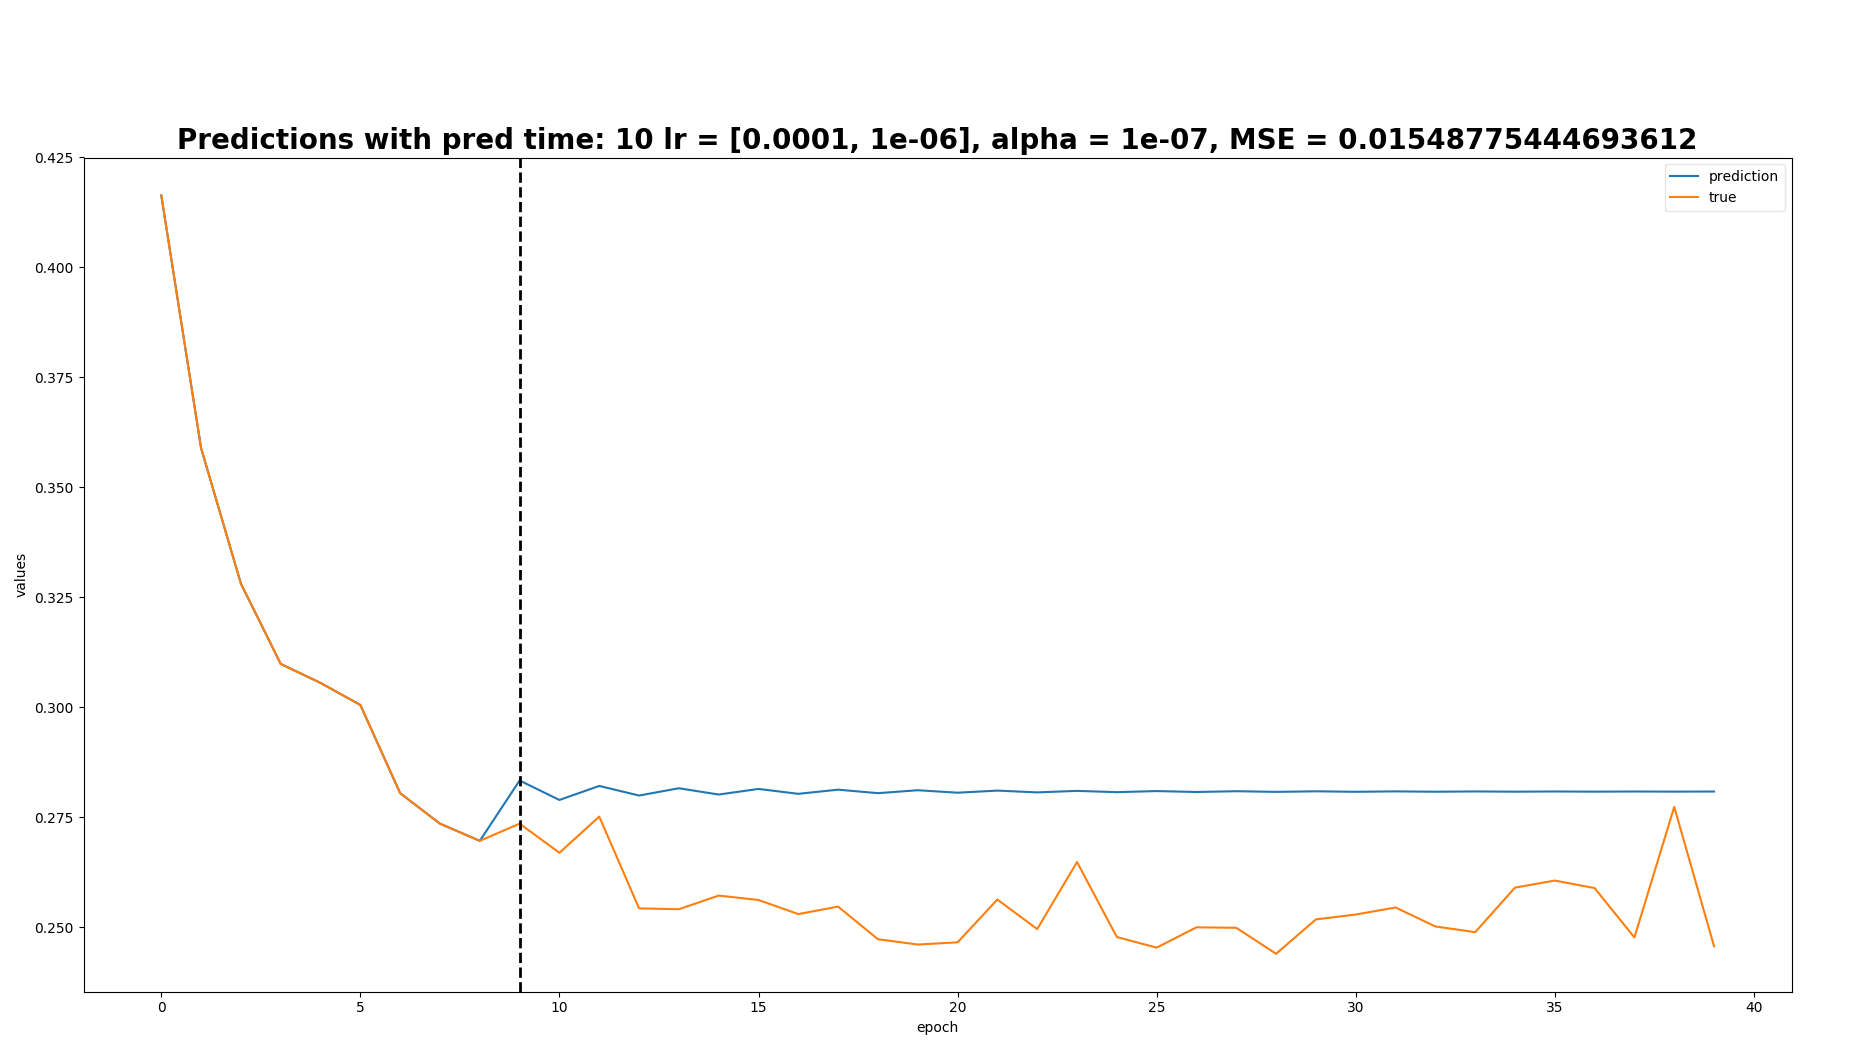 Predictions with pred time: 10 lr = [0.0001, 1e-06], alpha = 1e-07, MSE = 0.01548775444693612
0.425
0.400
0.375
0.350
0.325
0.300
0.275
0.250
values
prediction
true
0 5 10 15 20 25 30 35 40
epoch